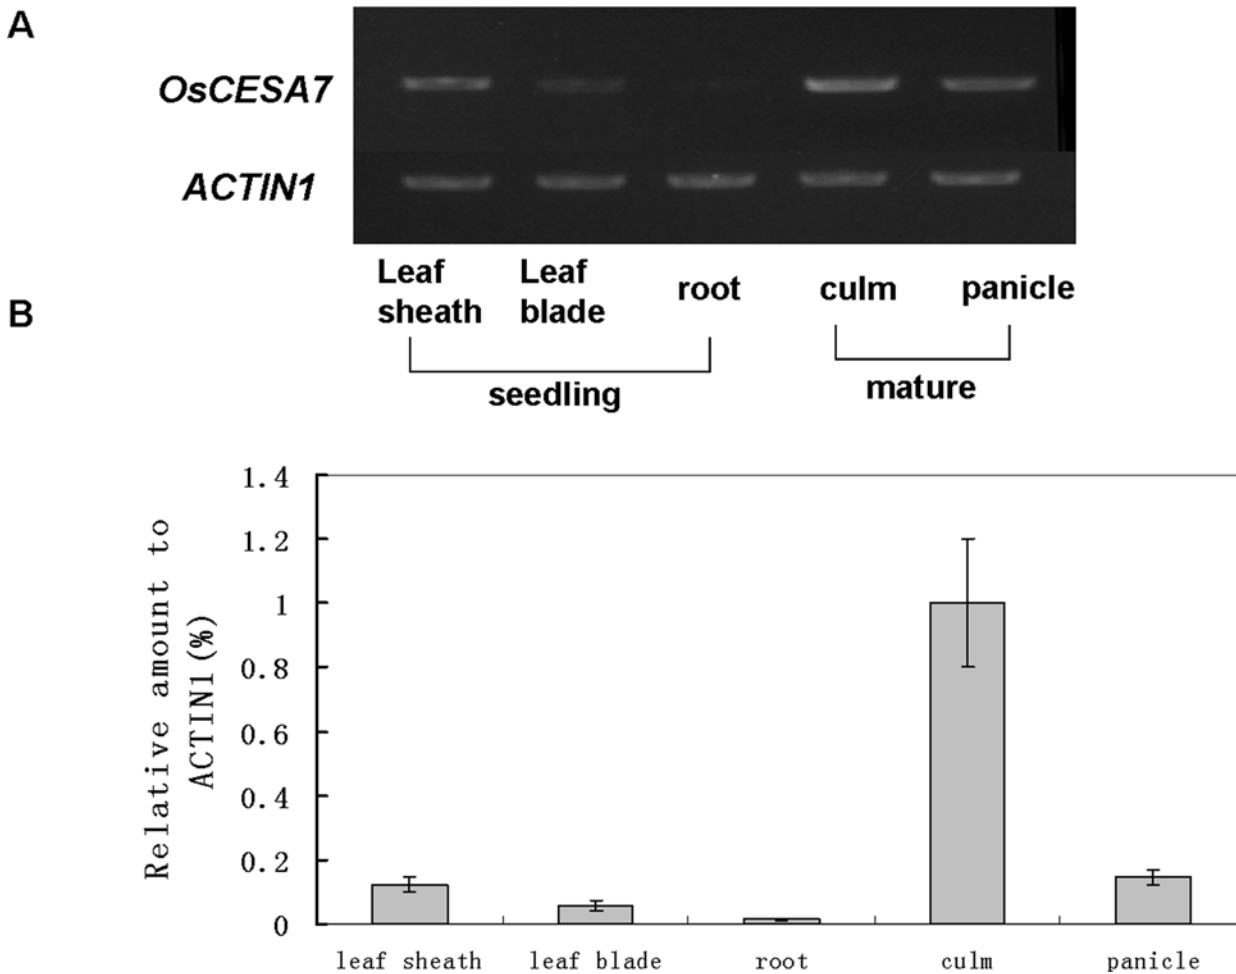 A
OsCESA7
ACTIN1
Leaf sheath
Leaf blade
root
culm
panicle
seedling
mature
B
Relative amount to
ACTIN1(%)
1.4
1.2
1
0.8
0.6
0.4
0.2
0
leaf sheath
leaf blade
root
culm
panicle